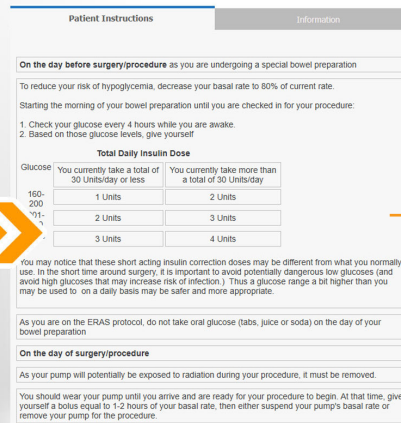 Patient Instructions
Information
On the day before surgery/procedure as you are undergoing a special bowel preparation
To reduce your risk of hypoglycemia, decrease your basal rate to 80% of current rate.
Starting the morning of your bowel preparation until you are checked in for your procedure:
1. Check your glucose every 4 hours while you are awake.
2. Based on those glucose levels, give yourself
Total Daily Insulin Dose
Glucose
You currently take a total of
30 Units/day or less
You currently take more than
a total of 30 Units/day
160-
200
1 Units
2 Units
2 Units
3 Units
3 Units
4 Units
You may notice that these short acting insulin correction doses may be different from what you normally
use. In the short time around surgery, it is important to avoid potentially dangerous low glucoses (and
avoid high glucoses that may increase risk of infection.) Thus a glucose range a bit higher than you
may be used to on a daily basis may be safer and more appropriate.
As you are on the ERAS protocol, do not take oral glucose (tabs, juice or soda) on the day of your
bowel preparation
On the day of surgery/procedure
As your pump will potentially be exposed to radiation during your procedure, it must be removed.
You should wear your pump until you arrive and are ready for your procedure to begin. At that time, give
yourself a bolus equal to 1-2 hours of your basal rate, then either suspend your pump's basal rate or
remove your pump for the procedure.